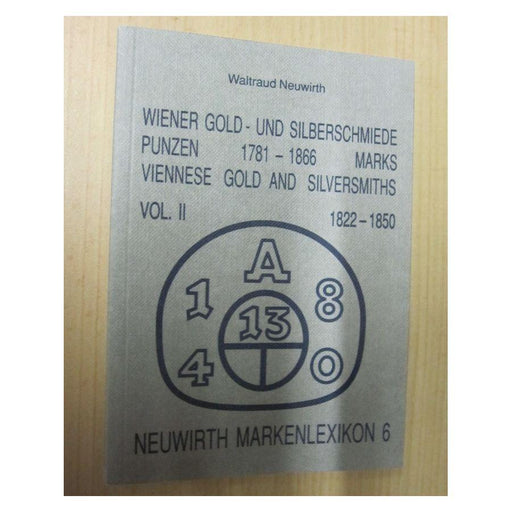 Waltraud Neuwirth
WIENER GOLD - UND SILBERSCHMIEDE
PUNZEN 1781 – 1866 MARKS
VIENNESE GOLD AND SILVERSMITHS
VOL. II 1822 – 1850
A
1 8
13
4 0
NEUWIRTH MARKENLEXIKON 6